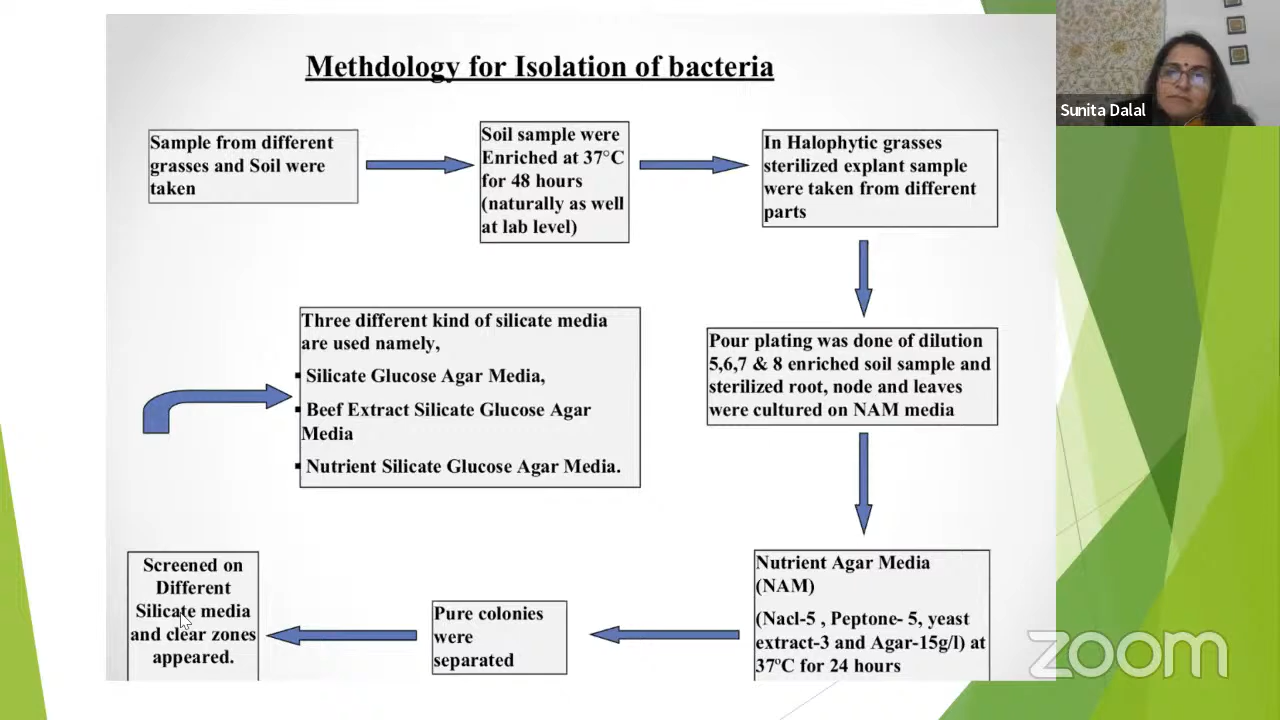 Methdology for Isolation of bacteria
Sample from different
grasses and Soil were
taken
Soil sample were
Enriched at 37°C
for 48 hours
(naturally as well
at lab level)
In Halophytic grasses
sterilized explant sample
were taken from different
parts
Pour plating was done of dilution
5,6,7 & 8 enriched soil sample and
sterilized root, node and leaves
were cultured on NAM media
Nutrient Agar Media
(NAM)
(Nacl-5 , Peptone- 5, yeast
extract-3 and Agar-15g/l) at
37ºC for 24 hours
Pure colonies
were
separated
Screened on
Different
Silicate media
and clear zones
appeared.
Three different kind of silicate media
are used namely,
▪ Silicate Glucose Agar Media,
▪ Beef Extract Silicate Glucose Agar
Media
▪ Nutrient Silicate Glucose Agar Media.
Sunita Dalal
zoom